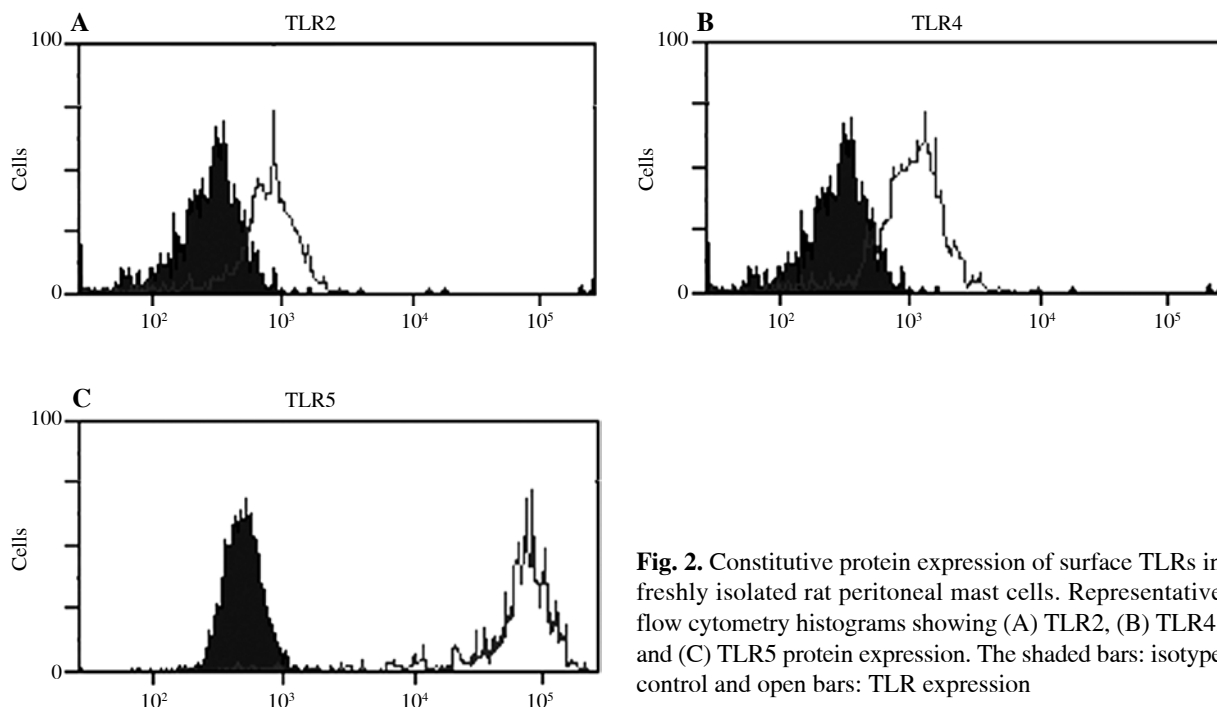 A TLR2
100
Cells
0
10² 10³ 10⁴ 10⁵
B TLR4
100
Cells
0
10² 10³ 10⁴ 10⁵
C TLR5
100
Cells
0
10² 10³ 10⁴ 10⁵
Fig. 2. Constitutive protein expression of surface TLRs in
freshly isolated rat peritoneal mast cells. Representative
flow cytometry histograms showing (A) TLR2, (B) TLR4
and (C) TLR5 protein expression. The shaded bars: isotype
control and open bars: TLR expression